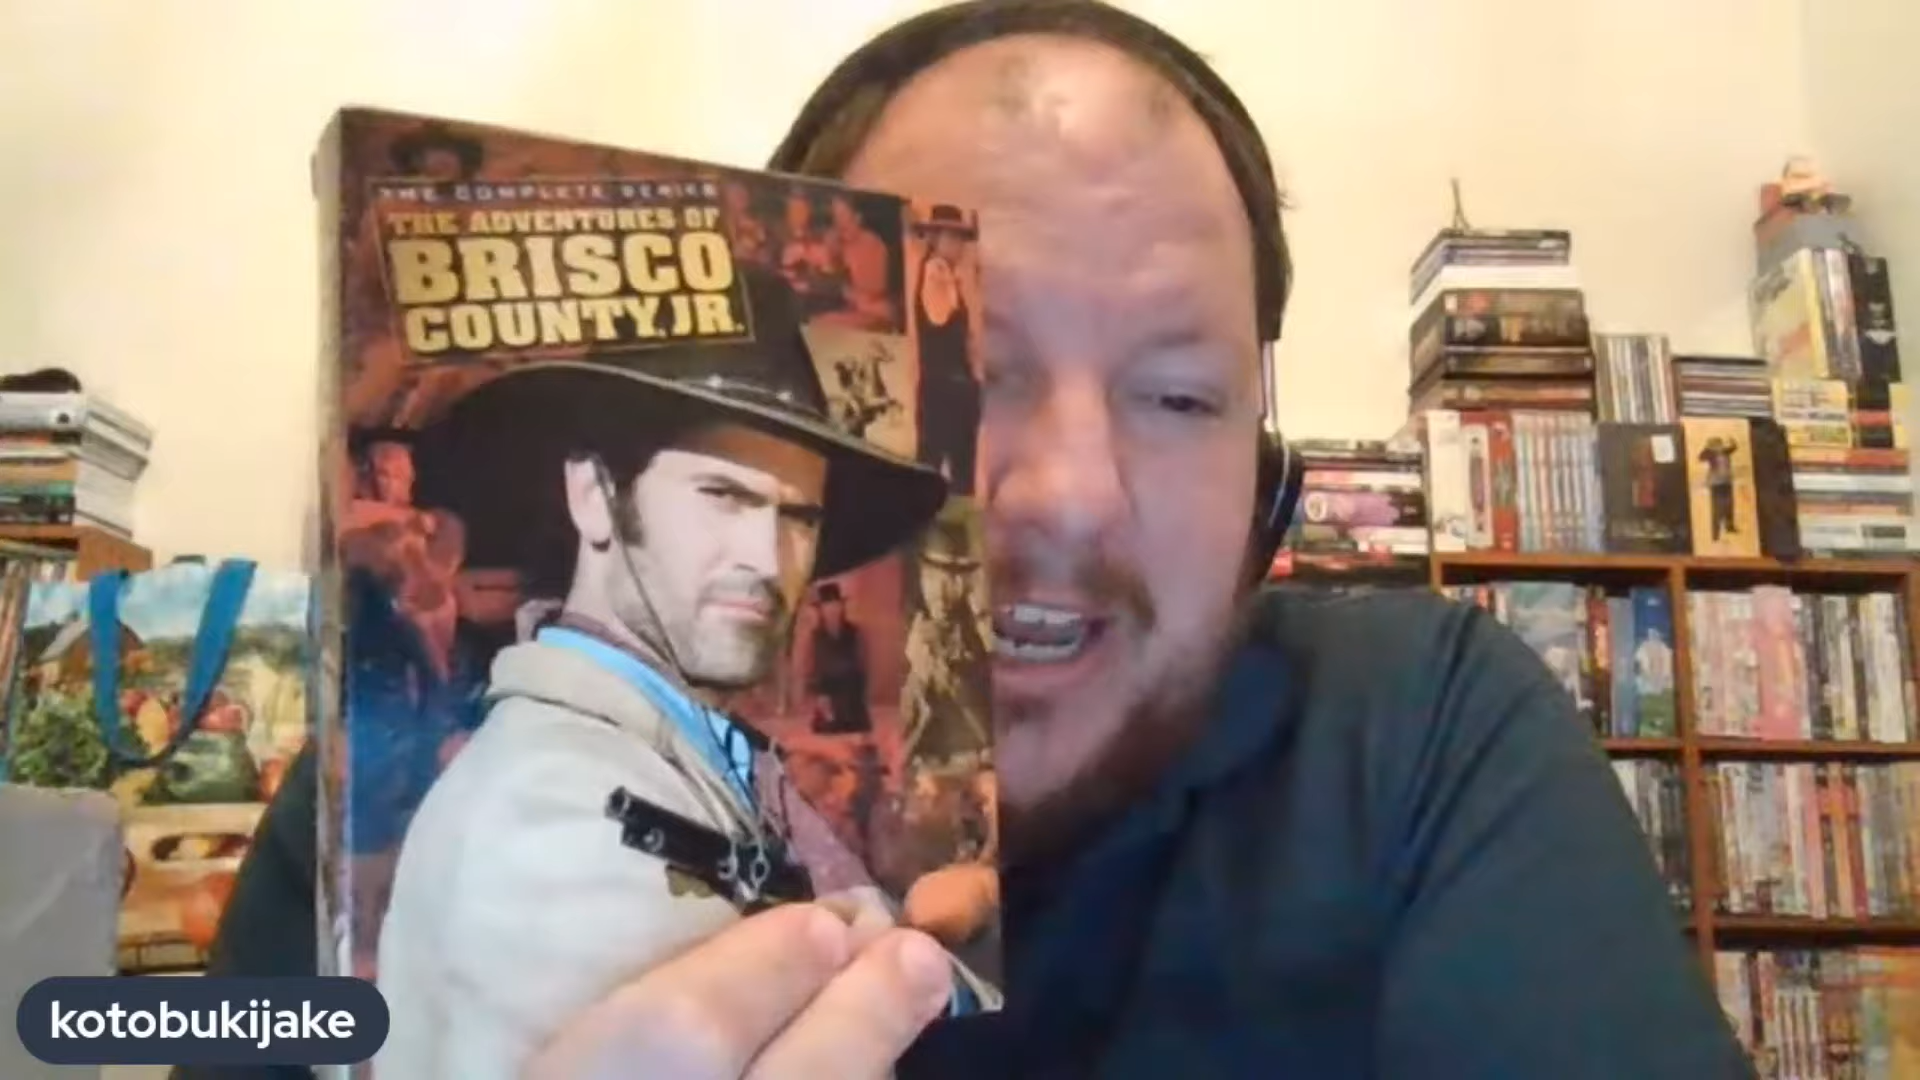 THE COMPLETE SERIES
THE ADVENTURES OF
BRISCO
COUNTY, JR.
kotobukijake